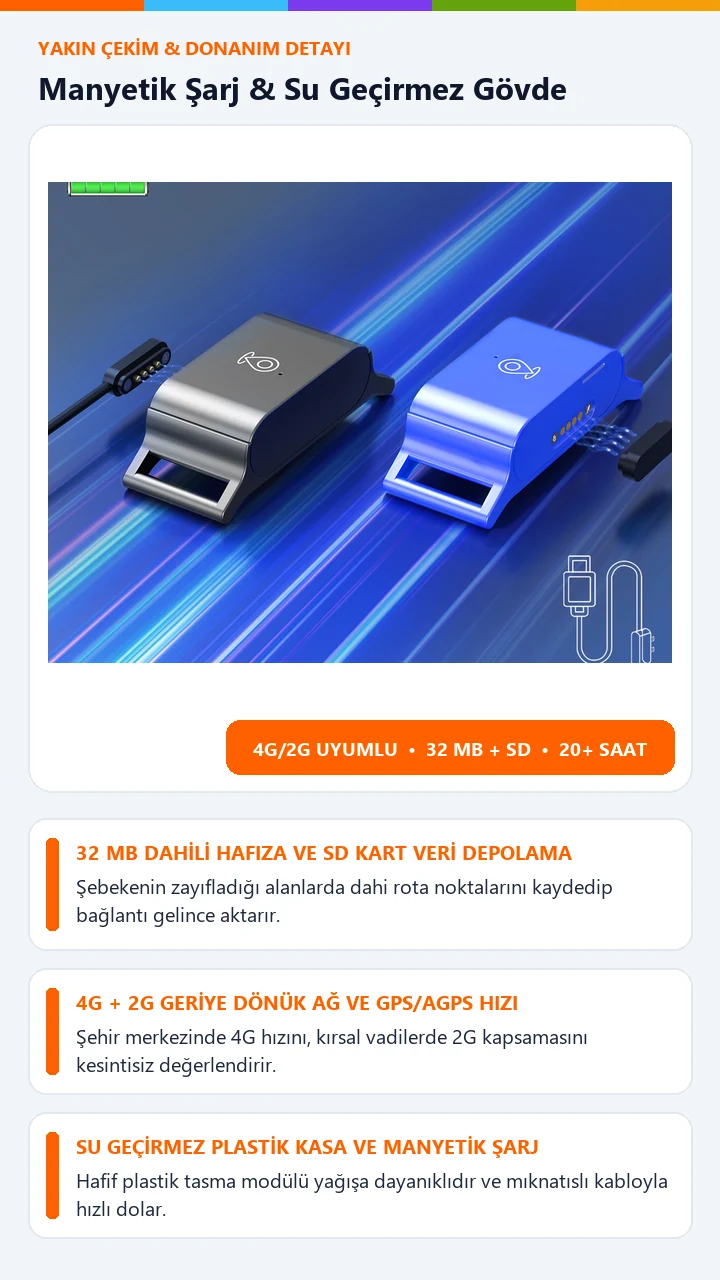 YAKIN ÇEKİM & DONANIM DETAYI
Manyetik Şarj & Su Geçirmez Gövde
4G/2G UYUMLU • 32 MB + SD • 20+ SAAT
32 MB DAHİLİ HAFIZA VE SD KART VERİ DEPOLAMA
Şebekenin zayıfladığı alanlarda dahi rota noktalarını kaydedip
bağlantı gelince aktarır.
4G + 2G GERİYE DÖNÜK AĞ VE GPS/AGPS HIZI
Şehir merkezinde 4G hızını, kırsal vadilerde 2G kapsamasını
kesintisiz değerlendirir.
SU GEÇİRMEZ PLASTİK KASA VE MANYETİK ŞARJ
Hafif plastik tasma modülü yağışa dayanıklıdır ve mıknatıslı kabloyla
hızlı dolar.